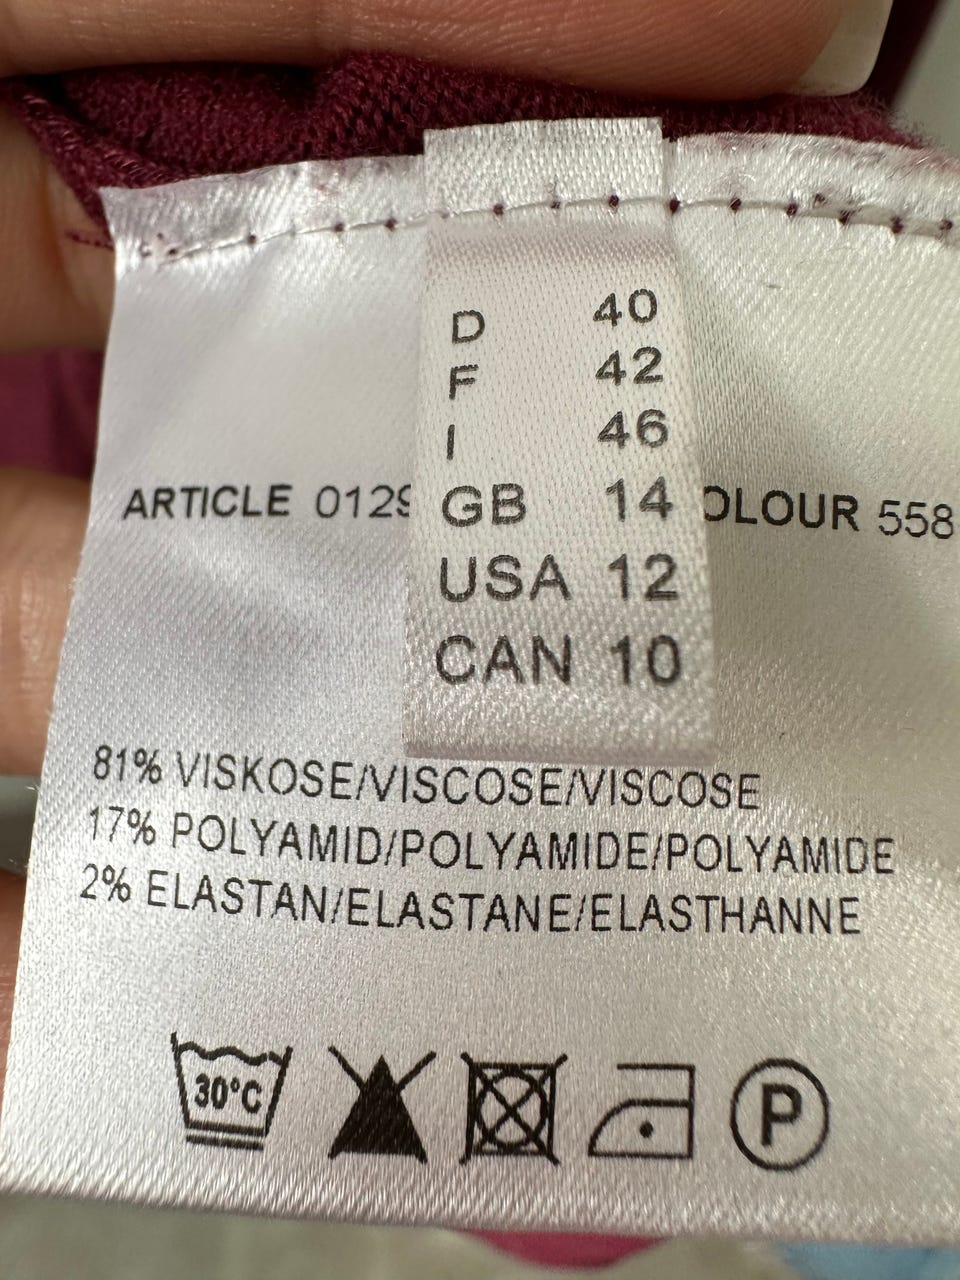 D 40
F 42
I 46
GB 14
USA 12
CAN 10
ARTICLE 0129
OLOUR 558
81% VISKOSE/VISCOSE/VISCOSE
17% POLYAMID/POLYAMIDE/POLYAMIDE
2% ELASTAN/ELASTANE/ELASTHANNE
30°C
P